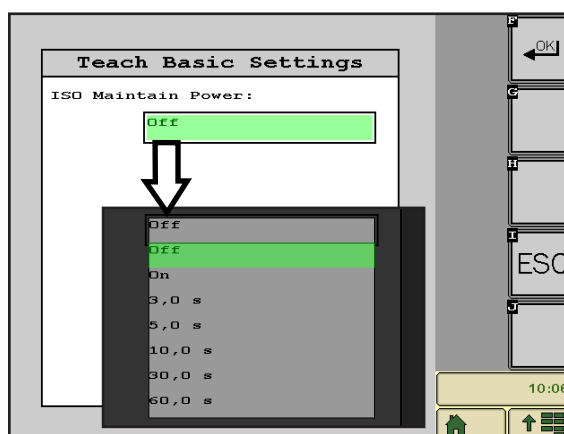 Teach Basic Settings
ISO Maintain Power:
Off
Off
Off
On
3,0 s
5,0 s
10,0 s
30,0 s
60,0 s
F
OK
G
H
I
ESC
J
10:06